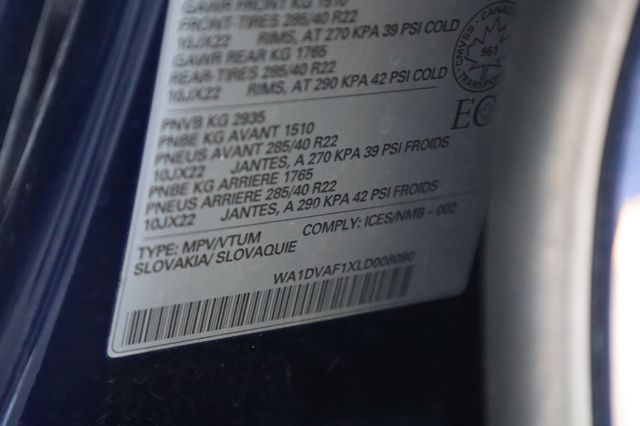 GAWR FRONT KG 1510
FRONT-TIRES 285/40 R22
10JX22 RIMS, AT 270 KPA 39 PSI COLD
GAWR REAR KG 1765
REAR-TIRES 285/40 R22
10JX22 RIMS, AT 290 KPA 42 PSI COLD
CMVSS - CANADA
961
TRANSPORT
EC
PNVB KG 2935
PNBE KG AVANT 1510
PNEUS AVANT 285/40 R22
10JX22 JANTES, A 270 KPA 39 PSI FROIDS
PNBE KG ARRIERE 1765
PNEUS ARRIERE 285/40 R22
10JX22 JANTES, A 290 KPA 42 PSI FROIDS
TYPE: MPV/VTUM COMPLY: ICES/NMB - 002
SLOVAKIA/ SLOVAQUIE
WA1DVAF1XLD009090